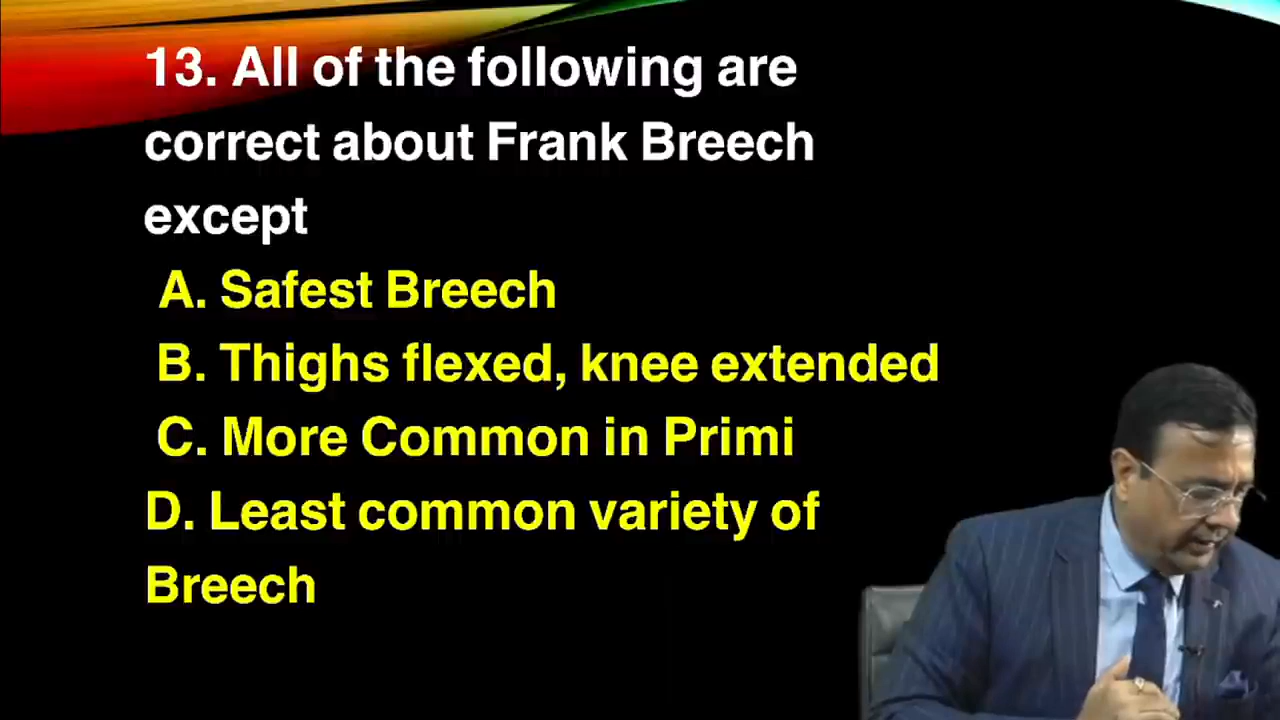 13. All of the following are
correct about Frank Breech
except
A. Safest Breech
B. Thighs flexed, knee extended
C. More Common in Primi
D. Least common variety of
Breech